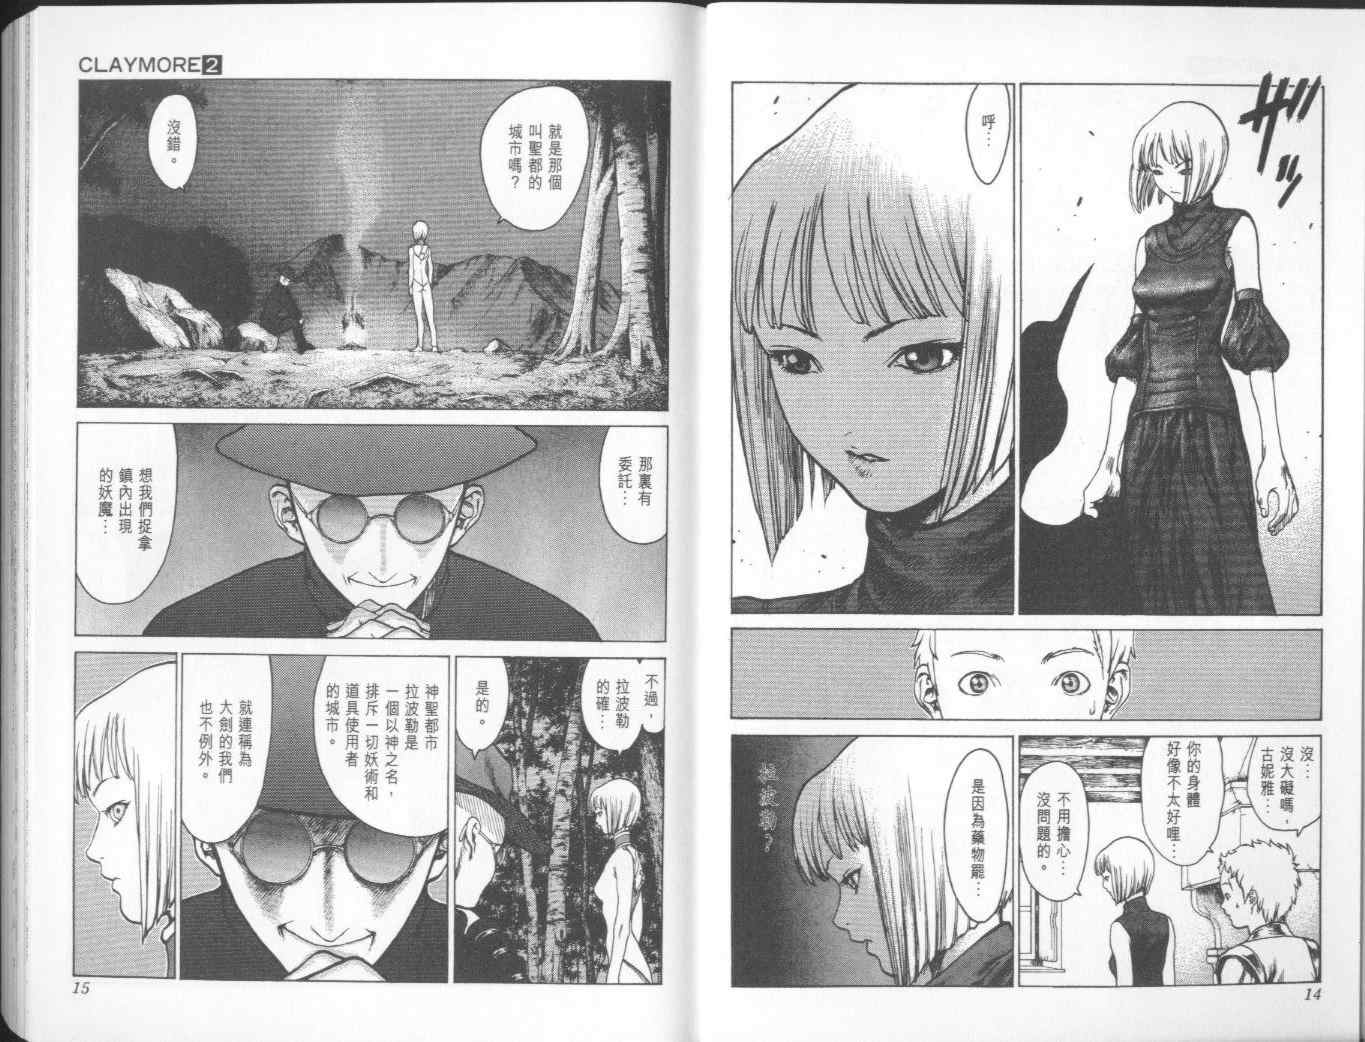 ザザッ
呼…
沒…
沒大礙嗎，
古妮雅…
你的身體
好像不太好哩…
不用擔心…
沒問題的。
是因為藥物罷…
拉波勒？
14
CLAYMORE2
就是那個
叫聖都的
城市嗎？
沒錯。
那裏有
委託…
想我們捉拿
鎮內出現
的妖魔…
不過，
拉波勒
的確…
是的。
神聖都市
拉波勒是
一個以神之名，
排斥一切妖術和
道具使用者
的城市。
就連稱為
大劍的我們
也不例外。
15